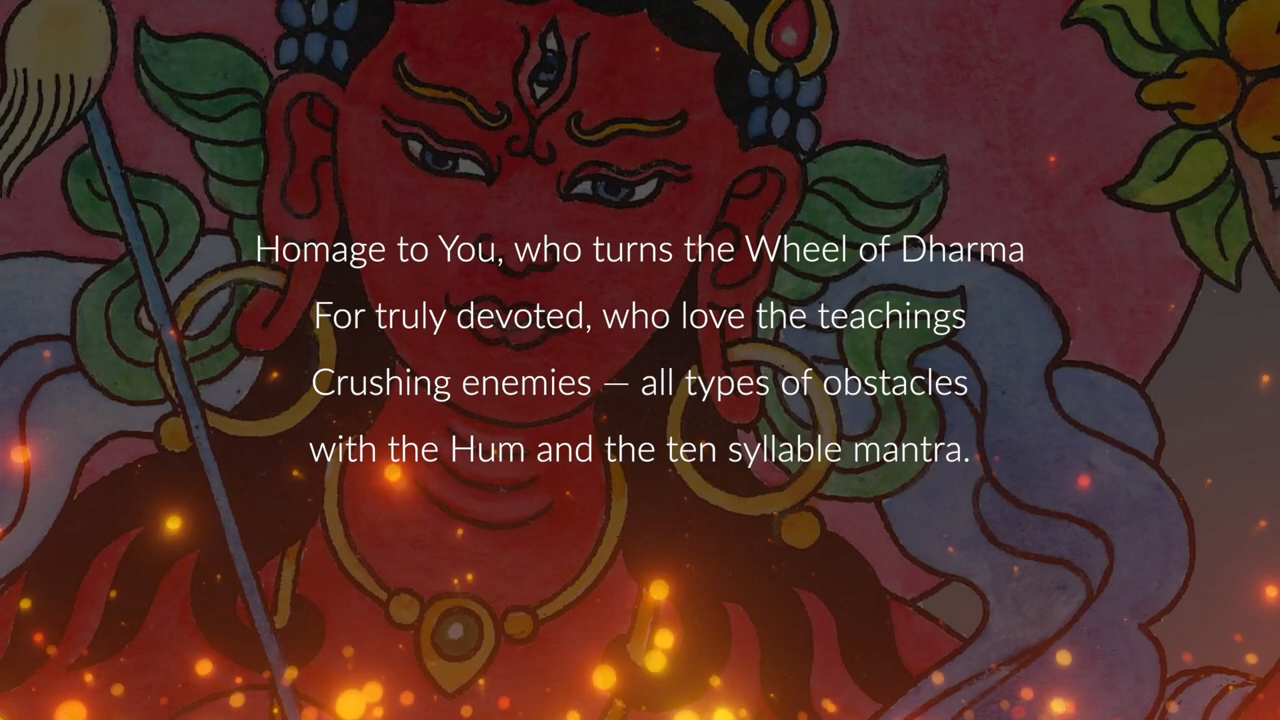 Homage to You, who turns the Wheel of Dharma
For truly devoted, who love the teachings
Crushing enemies — all types of obstacles
with the Hum and the ten syllable mantra.